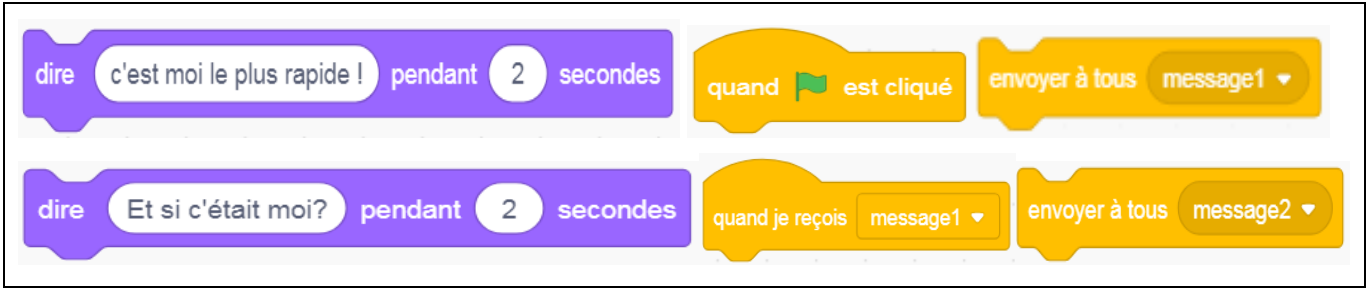 dire c'est moi le plus rapide ! pendant 2 secondes
quand est cliqué
envoyer à tous message1
dire Et si c'était moi? pendant 2 secondes
quand je reçois message1
envoyer à tous message2